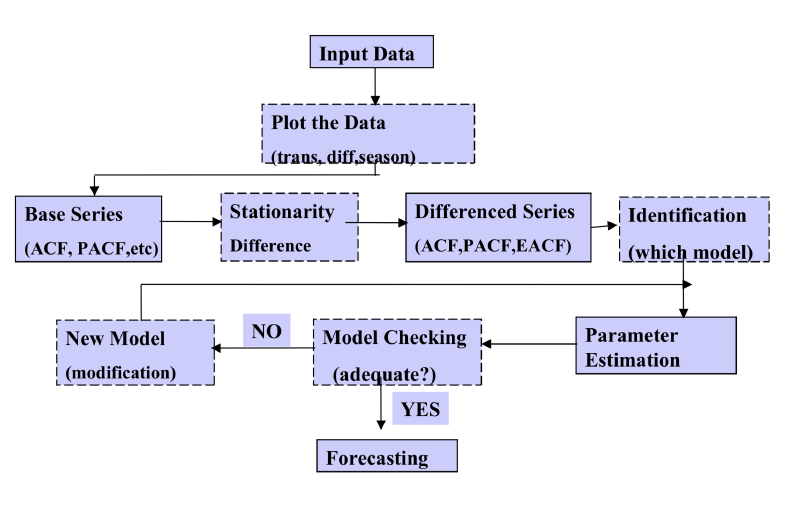 Input Data
Plot the Data
(trans, diff,season)
Base Series
(ACF, PACF,etc)
Stationarity
Difference
Differenced Series
(ACF,PACF,EACF)
Identification
(which model)
New Model
(modification)
NO
Model Checking
(adequate?)
Parameter
Estimation
YES
Forecasting